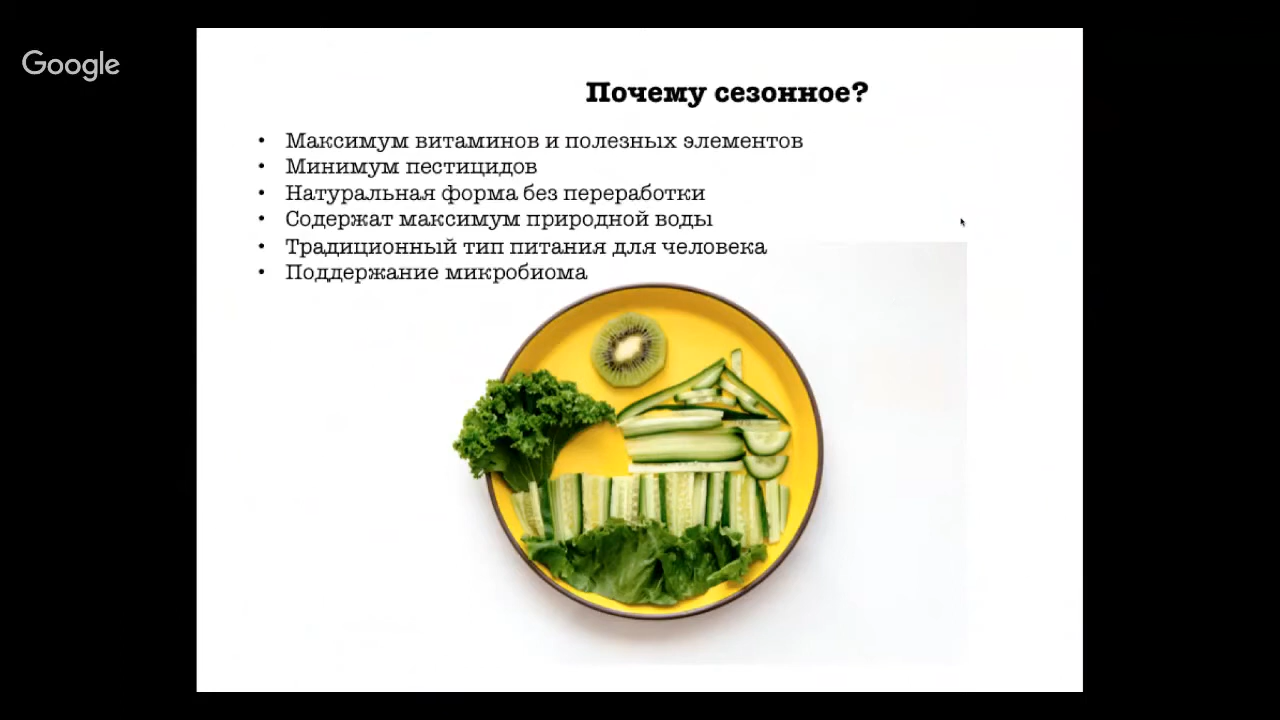 Google
Почему сезонное?
• Максимум витаминов и полезных элементов
• Минимум пестицидов
• Натуральная форма без переработки
• Содержат максимум природной воды
• Традиционный тип питания для человека
• Поддержание микробиома